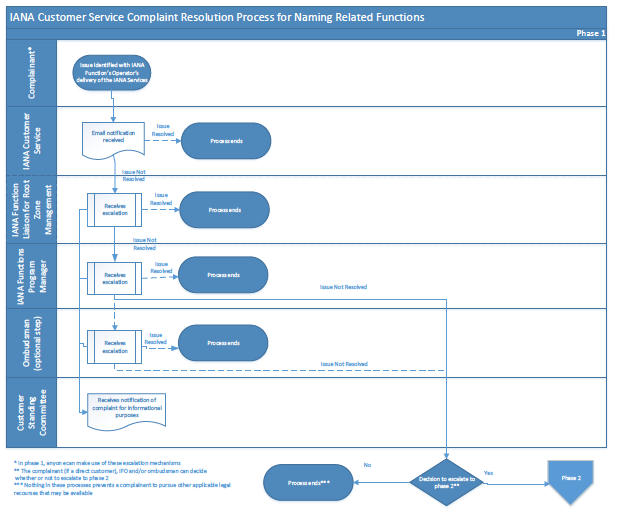 IANA Customer Service Complaint Resolution Process for Naming Related Functions
Phase 1
Complainant*
Issue Identified with IANA
Function's Operator's
delivery of the IANA Services
IANA Customer
Service
Email notification
received
Issue
Resolved
Process ends
Issue Not
Resolved
IANA Function
Liaison for Root
Zone
Management
Receives
escalation
Issue
Resolved
Process ends
Issue Not
Resolved
IANA Functions
Program
Manager
Receives
escalation
Issue
Resolved
Process ends
Issue Not Resolved
Ombudsman
(optional step)
Receives
escalation
Issue
Resolved
Process ends
Issue Not Resolved
Customer
Standing
Coommittee
Receives notification of
complaint for informational
purposes
* In phase 1, anyone can make use of these escalation mechanisms
** The complainant (if a direct customer), IFO and/or ombudsman can decide
whether or not to escalate to phase 2
*** Nothing in these processes prevents a complainant to pursue other applicable legal
recourses that may be available
Process ends***
No
Decision to escalate to
phase 2**
Yes
Phase 2